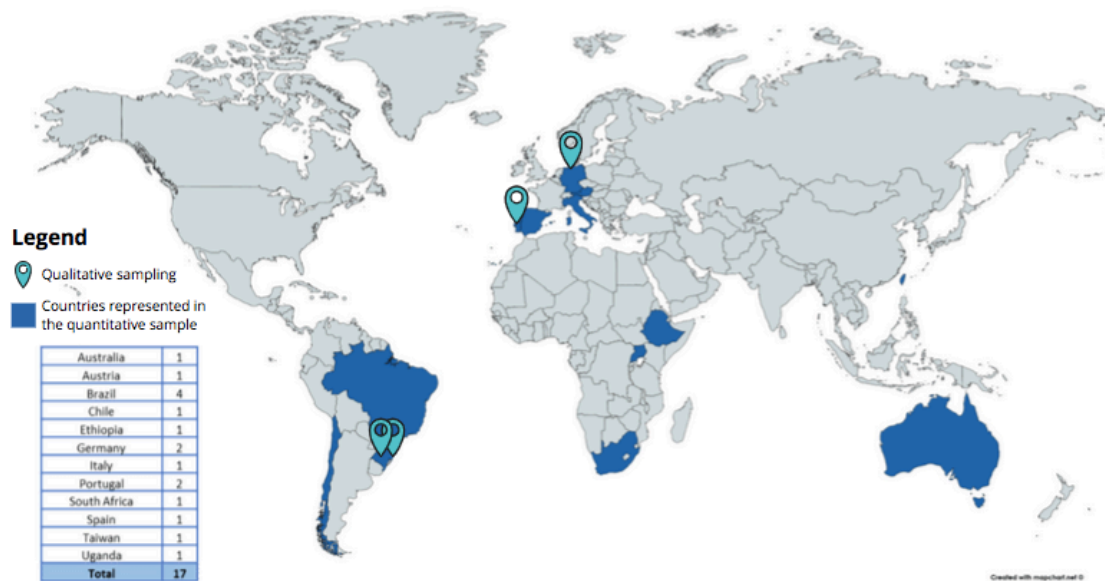 Legend
Qualitative sampling
Countries represented in
the quantitative sample
Australia 1
Austria 1
Brazil 4
Chile 1
Ethiopia 1
Germany 2
Italy 1
Portugal 2
South Africa 1
Spain 1
Taiwan 1
Uganda 1
Total 17
Created with mapchart.net ©